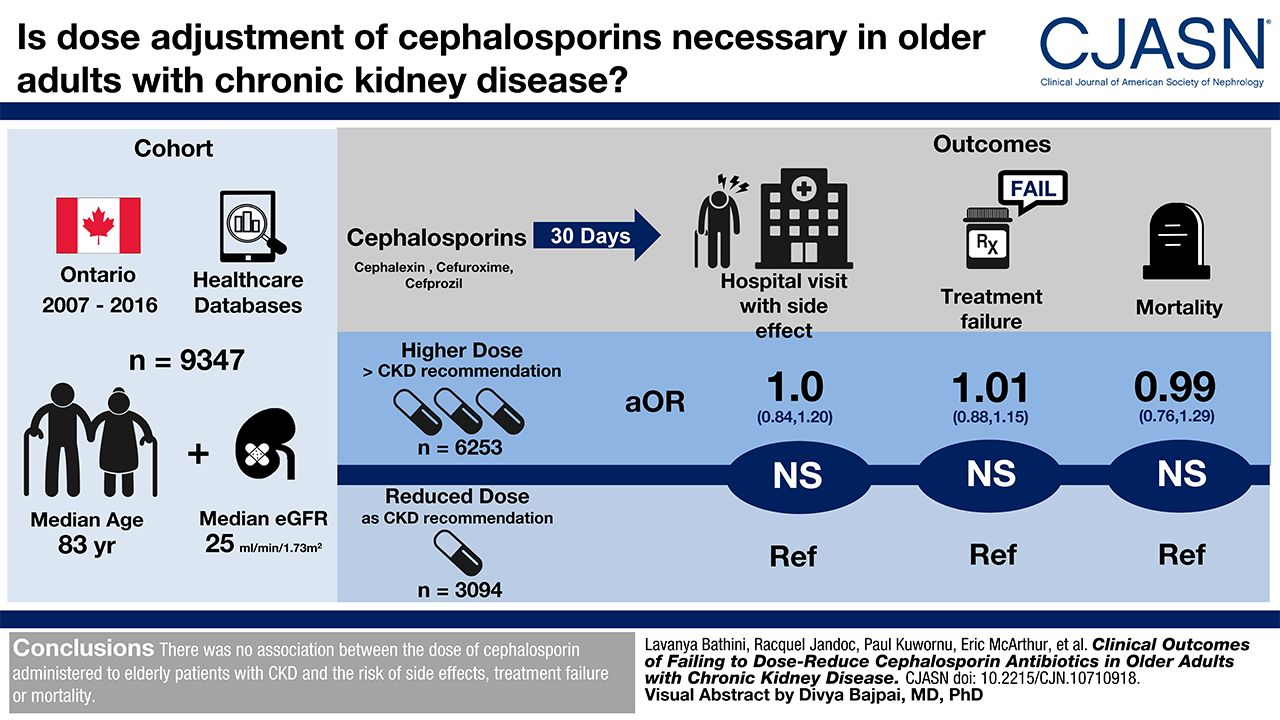 Is dose adjustment of cephalosporins necessary in older
adults with chronic kidney disease?
CJASN®
Clinical Journal of American Society of Nephrology
Cohort
Ontario
2007 - 2016
Healthcare
Databases
n = 9347
+
Median Age
83 yr
Median eGFR
25 ml/min/1.73m²
Outcomes
Cephalosporins
30 Days
Cephalexin , Cefuroxime,
Cefprozil
Hospital visit
with side
effect
FAIL
Rx
Treatment
failure
Mortality
Higher Dose
> CKD recommendation
n = 6253
aOR
1.0
(0.84,1.20)
1.01
(0.88,1.15)
0.99
(0.76,1.29)
NS
NS
NS
Reduced Dose
as CKD recommendation
n = 3094
Ref
Ref
Ref
Conclusions There was no association between the dose of cephalosporin
administered to elderly patients with CKD and the risk of side effects, treatment failure
or mortality.
Lavanya Bathini, Racquel Jandoc, Paul Kuwornu, Eric McArthur, et al. Clinical Outcomes
of Failing to Dose-Reduce Cephalosporin Antibiotics in Older Adults
with Chronic Kidney Disease. CJASN doi: 10.2215/CJN.10710918.
Visual Abstract by Divya Bajpai, MD, PhD